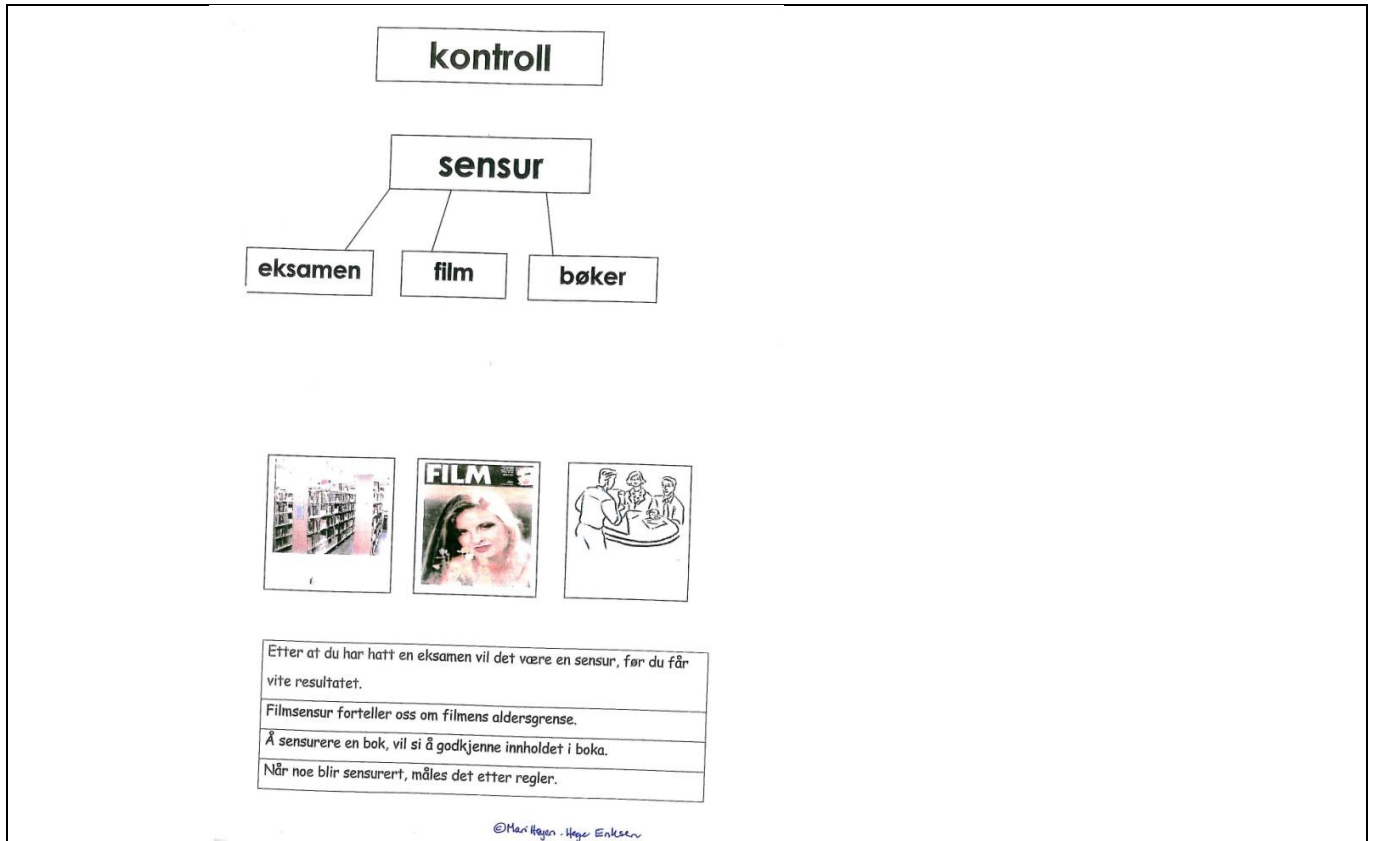 kontroll
sensur
eksamen film bøker
FILM
Etter at du har hatt en eksamen vil det være en sensur, før du får
vite resultatet.
Filmsensur forteller oss om filmens aldersgrense.
Å sensurere en bok, vil si å godkjenne innholdet i boka.
Når noe blir sensurert, måles det etter regler.
©Mari Høyen . Hege Eriksen